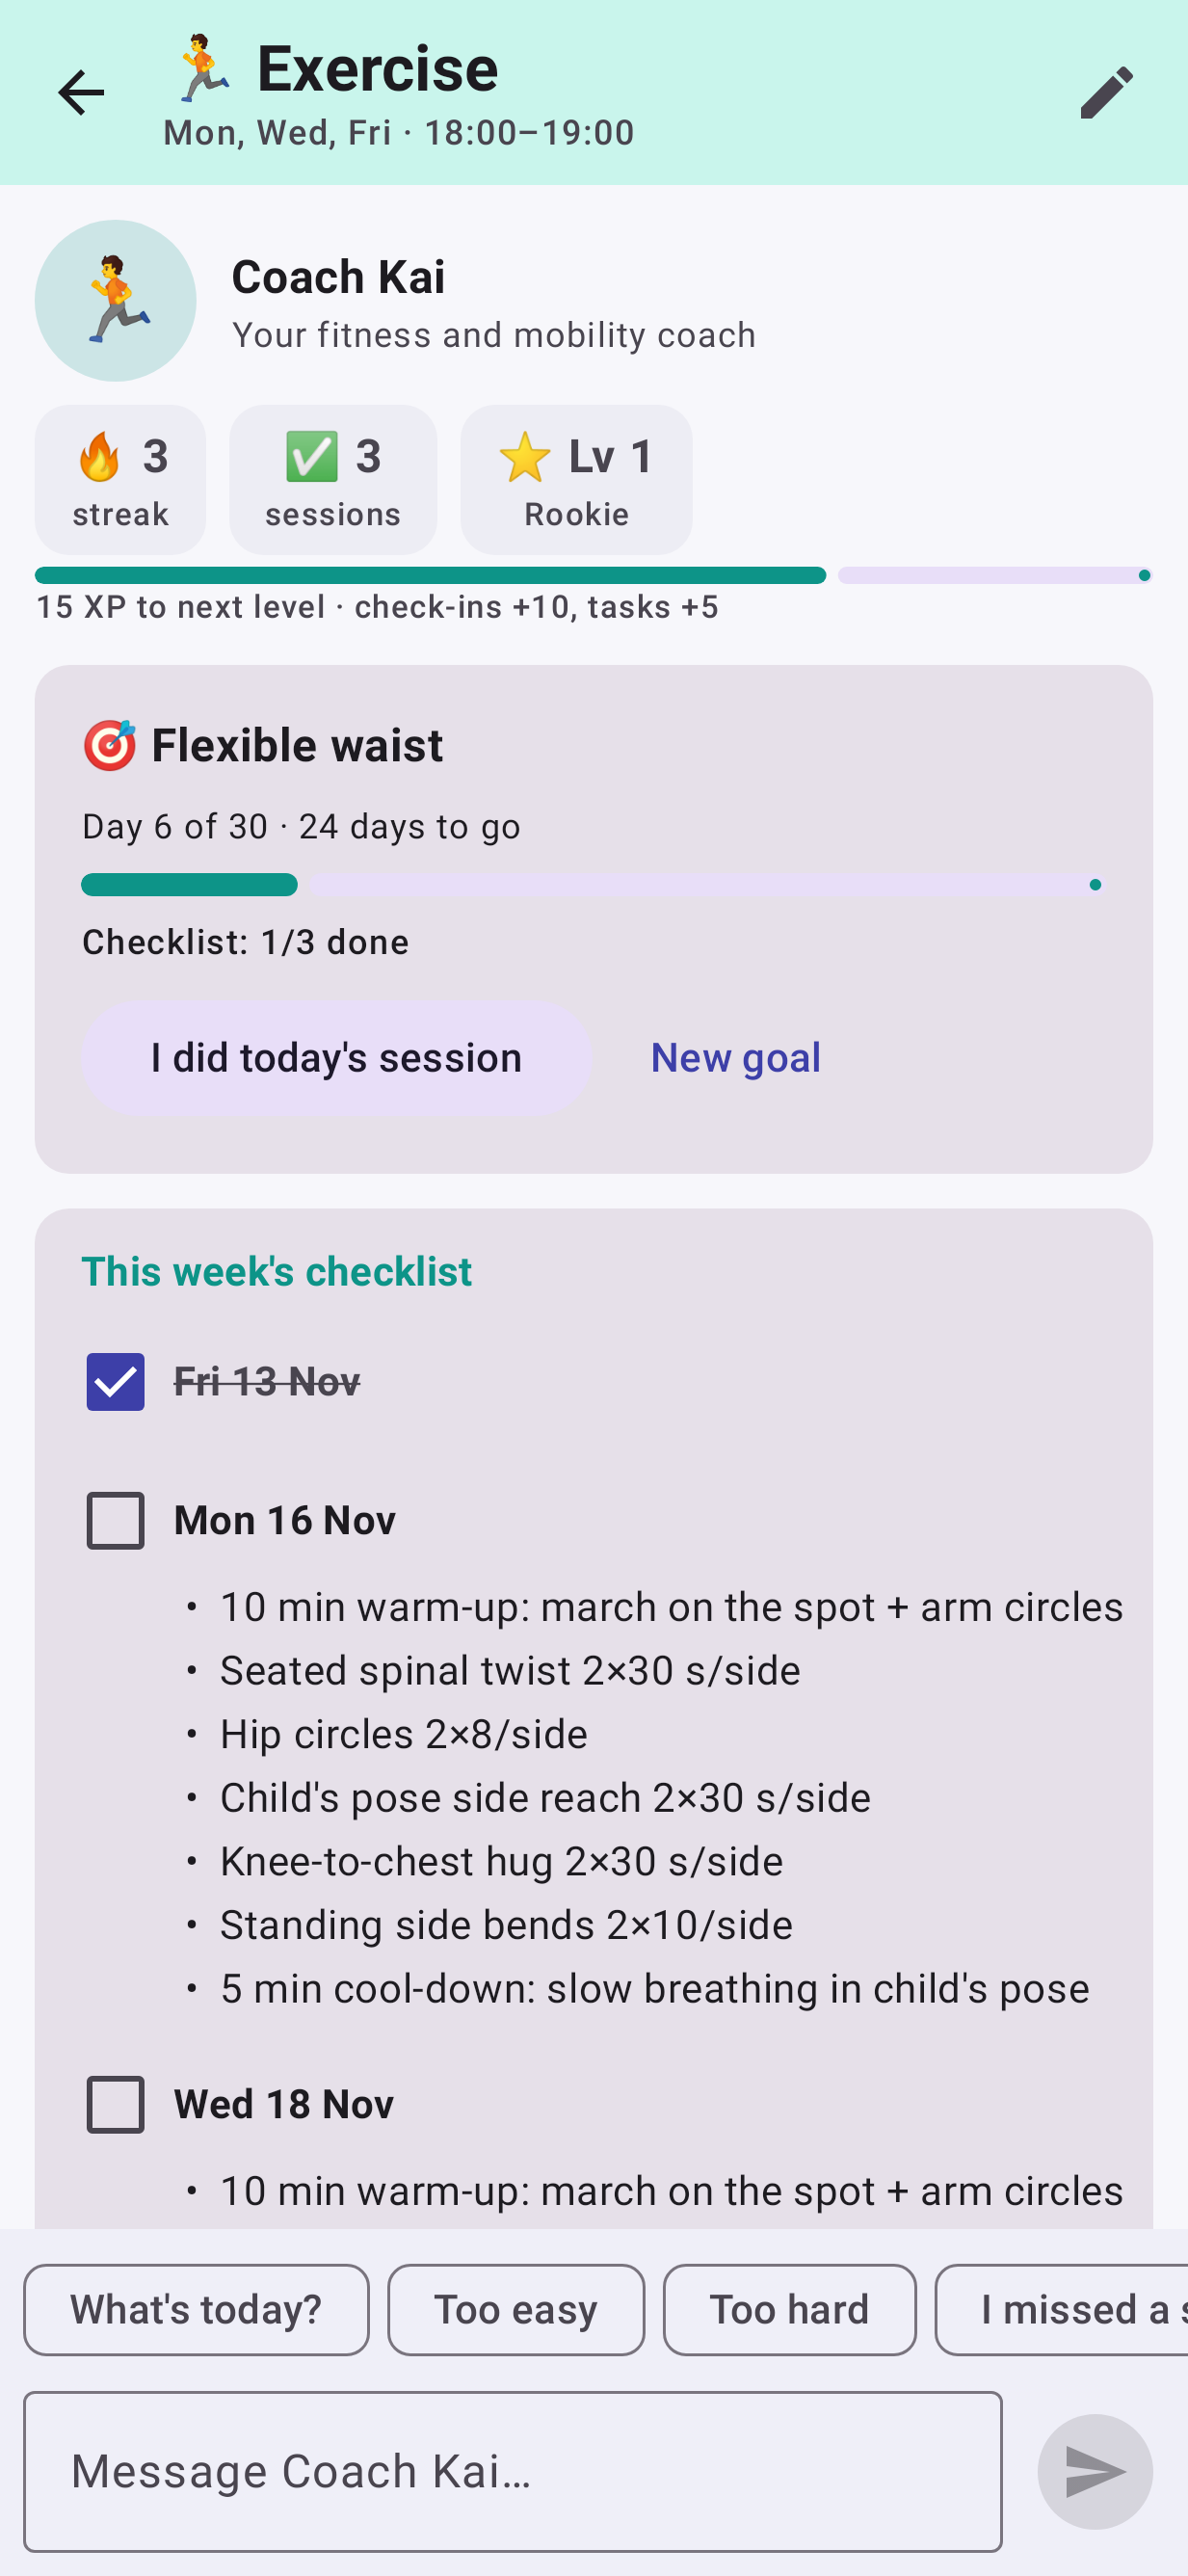 🏃 Exercise
Mon, Wed, Fri · 18:00–19:00
Coach Kai
Your fitness and mobility coach
🔥 3
streak
✅ 3
sessions
⭐ Lv 1
Rookie
15 XP to next level · check-ins +10, tasks +5
🎯 Flexible waist
Day 6 of 30 · 24 days to go
Checklist: 1/3 done
I did today's session
New goal
This week's checklist
Fri 13 Nov
Mon 16 Nov
• 10 min warm-up: march on the spot + arm circles
• Seated spinal twist 2×30 s/side
• Hip circles 2×8/side
• Child's pose side reach 2×30 s/side
• Knee-to-chest hug 2×30 s/side
• Standing side bends 2×10/side
• 5 min cool-down: slow breathing in child's pose
Wed 18 Nov
• 10 min warm-up: march on the spot + arm circles
What's today?
Too easy
Too hard
I missed a
Message Coach Kai…